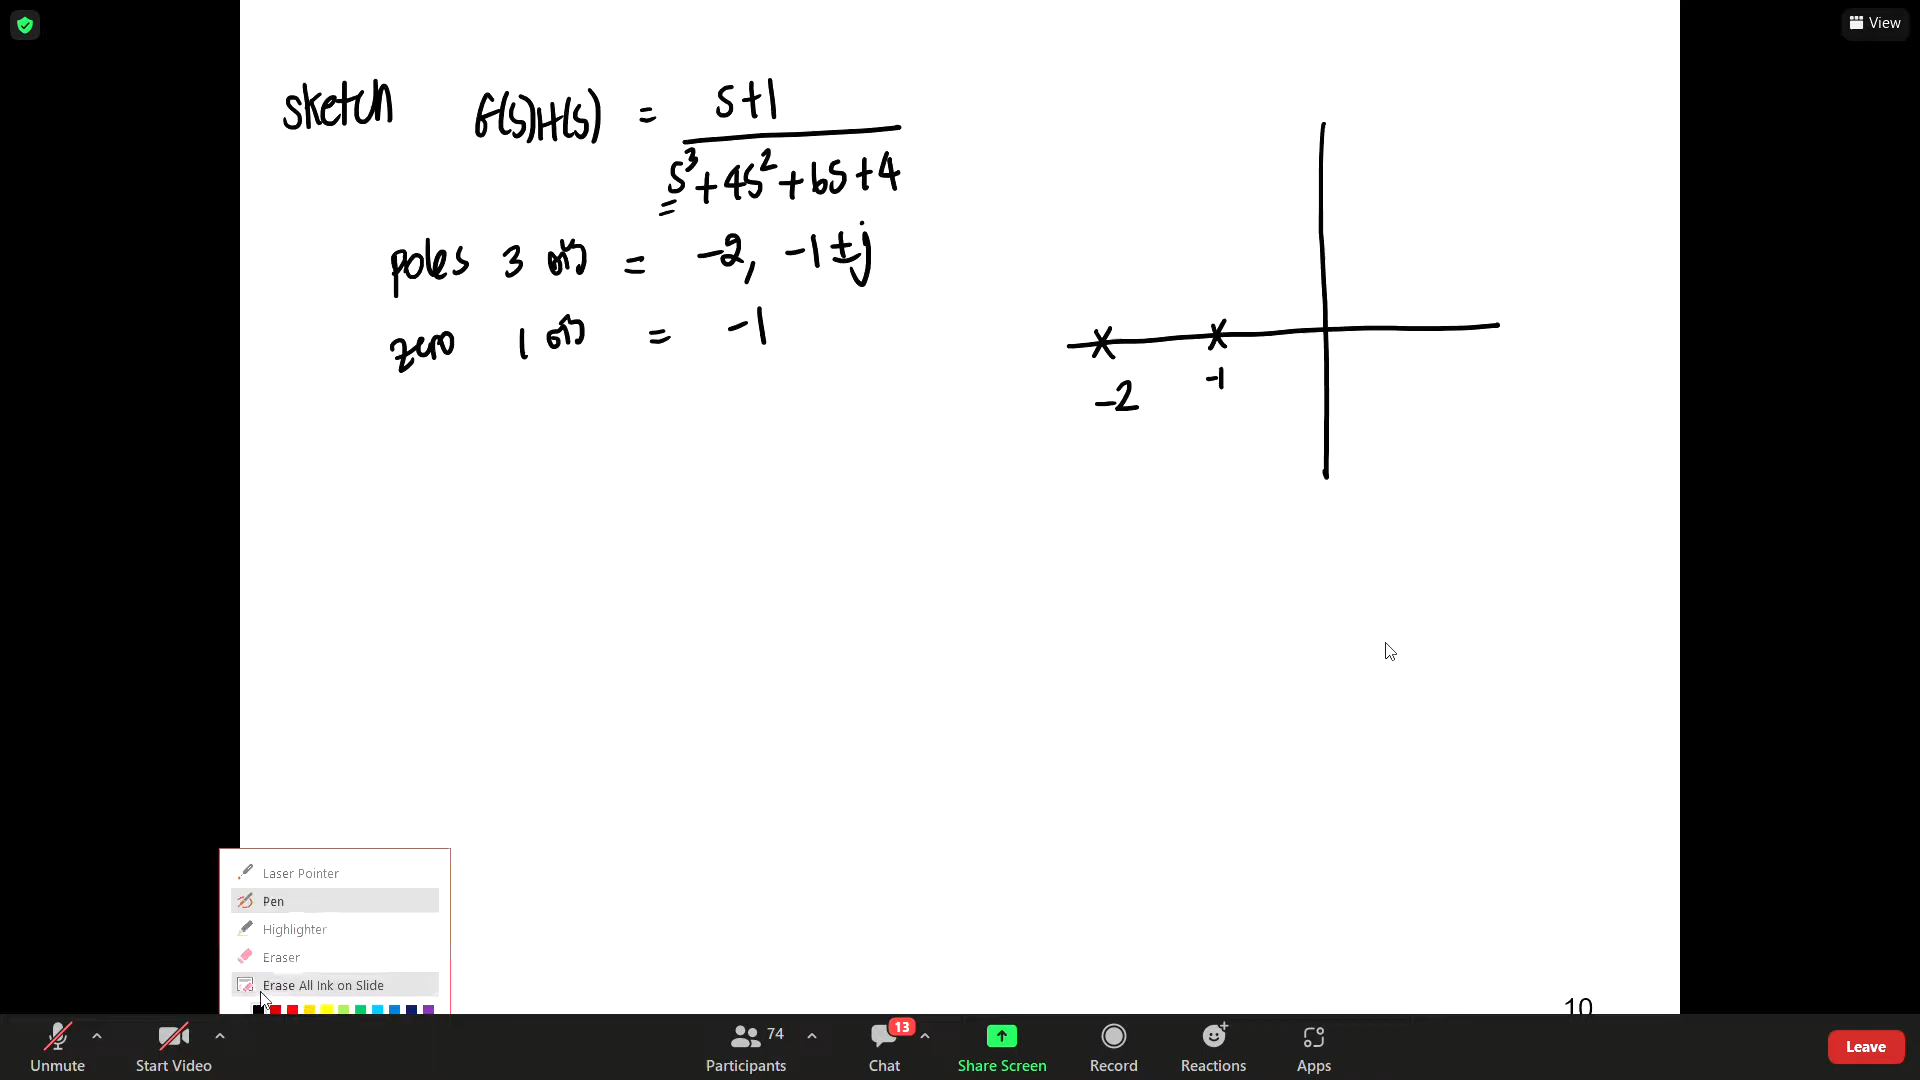 View
sketch G(s)H(s) = s+1
s³+4s²+6s+4
poles 3 ตัว = -2, -1±j
zero 1 ตัว = -1
-2
-1
Laser Pointer
Pen
Highlighter
Eraser
Erase All Ink on Slide
10
Unmute
Start Video
74
Participants
13
Chat
Share Screen
Record
Reactions
Apps
Leave